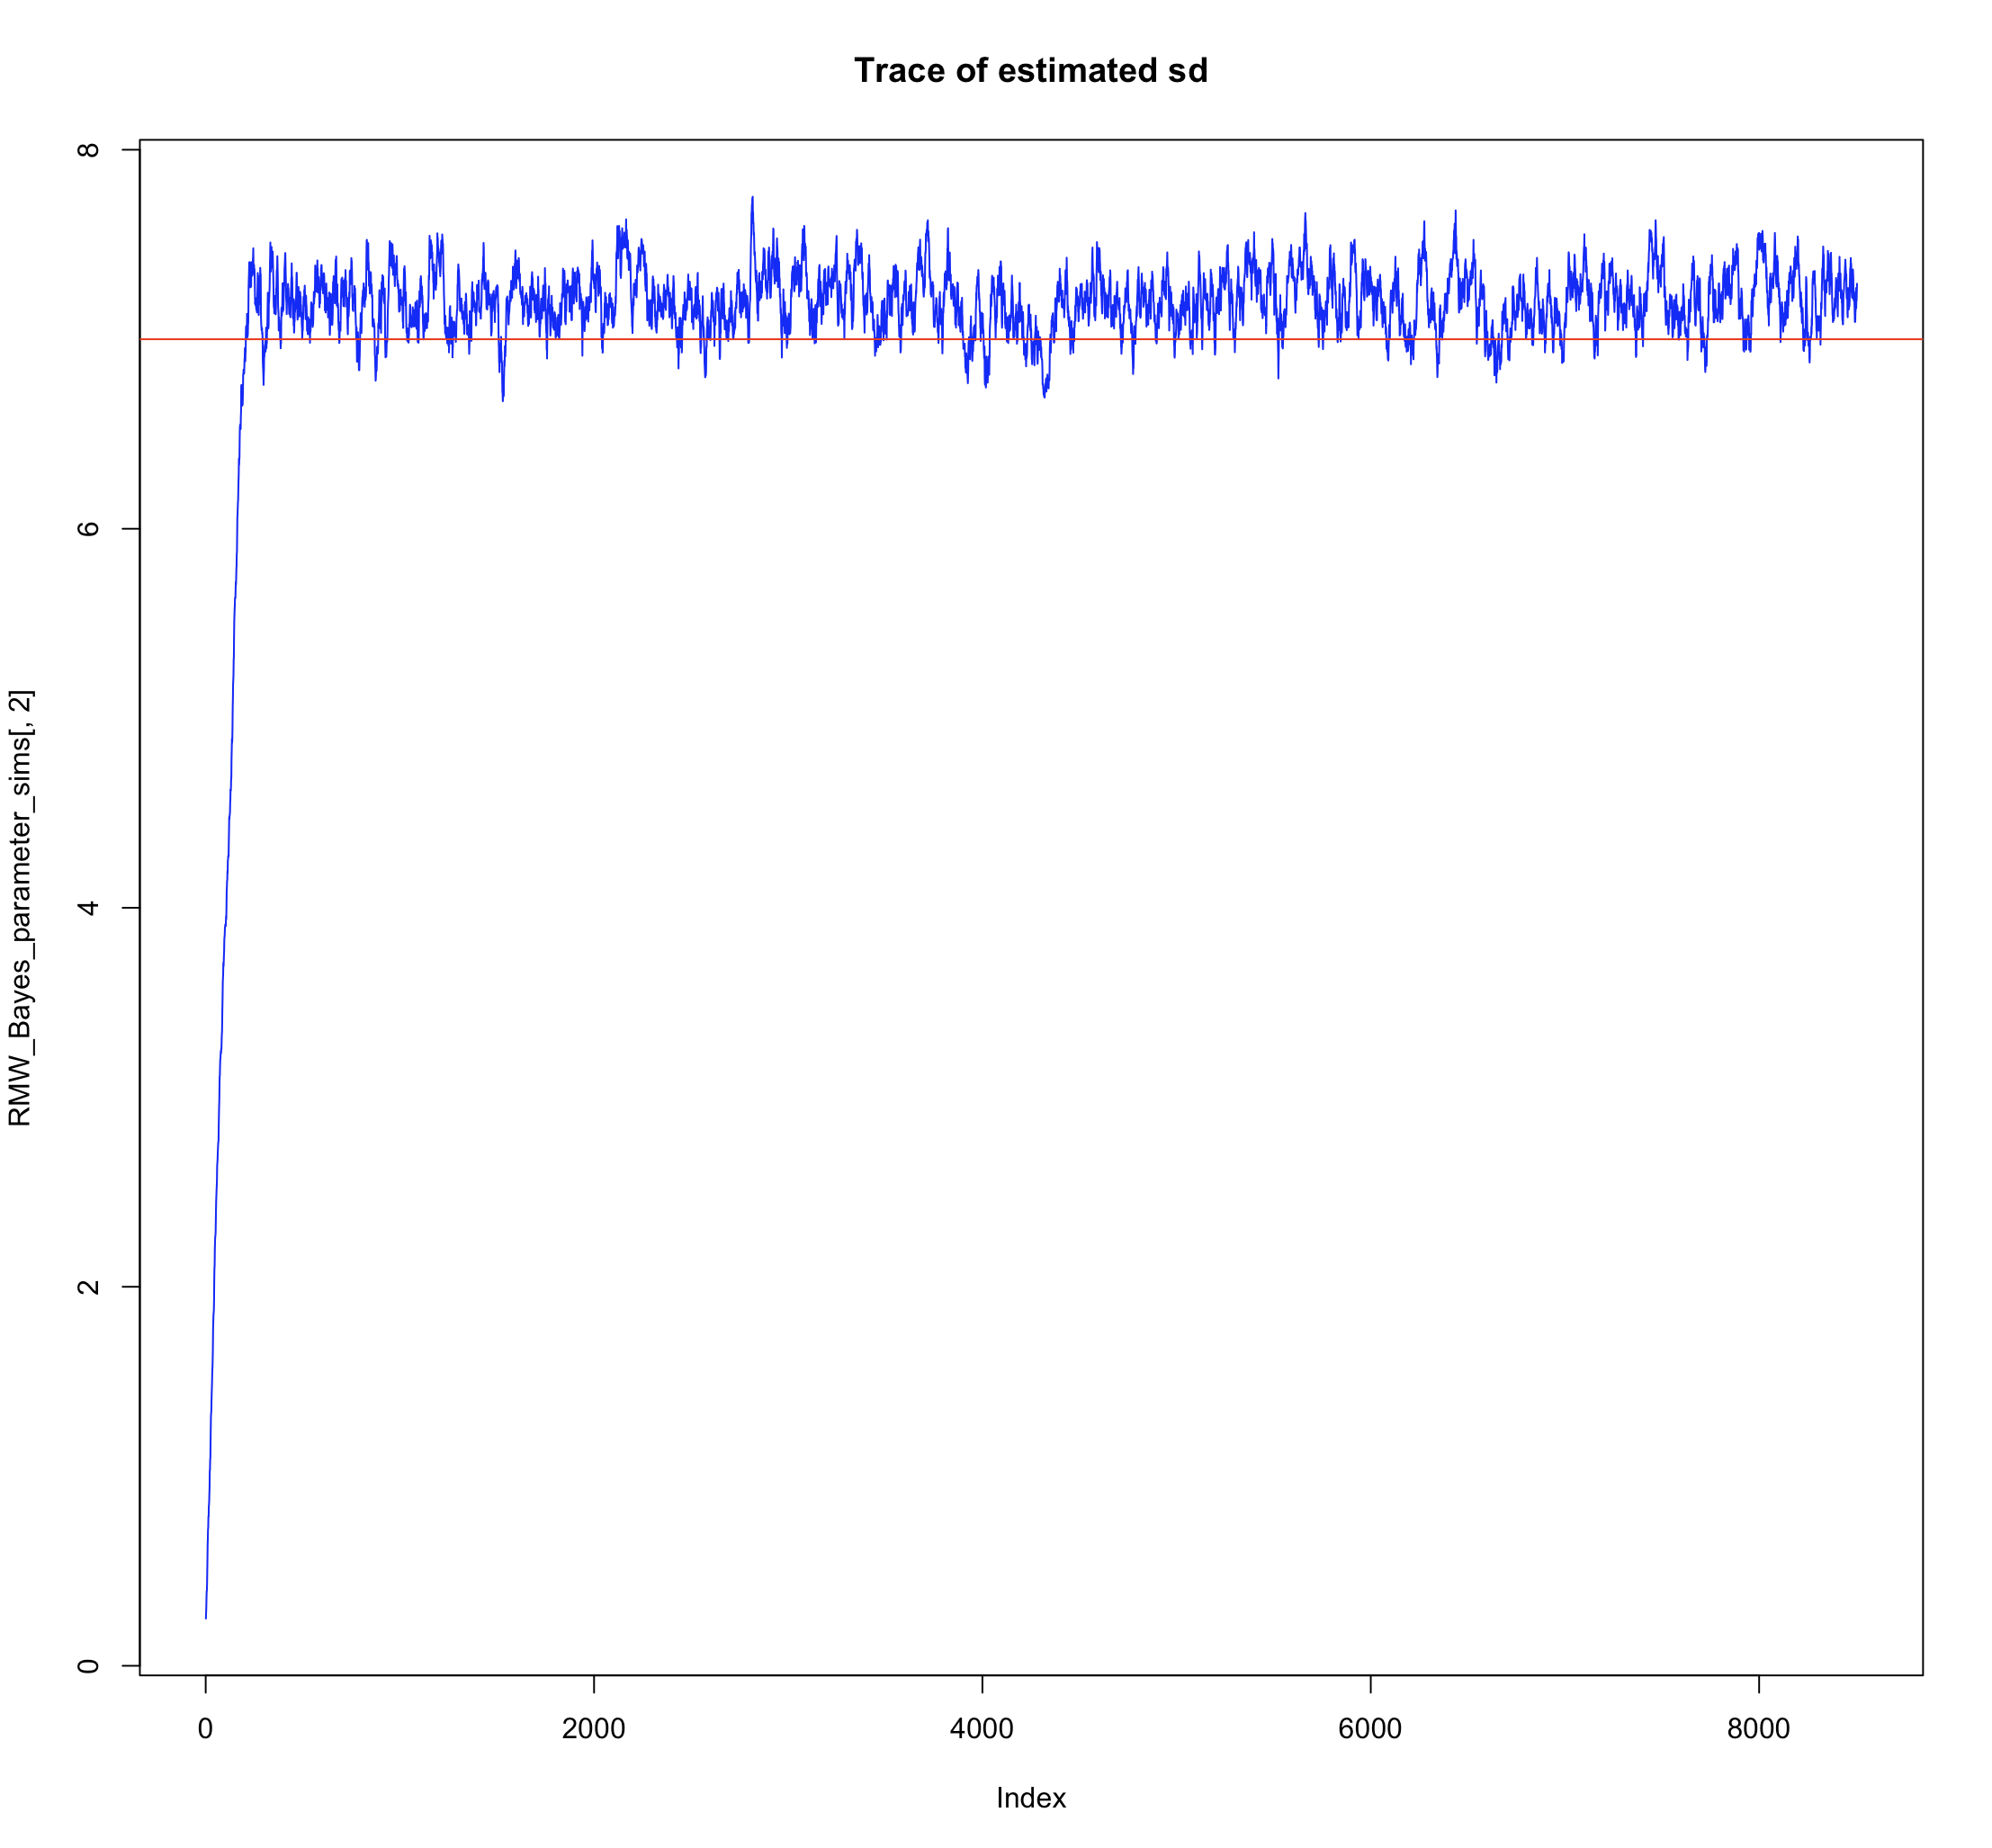 Trace of estimated sd
RMW_Bayes_parameter_sims[, 2]
8
6
4
2
0
0 2000 4000 6000 8000
Index